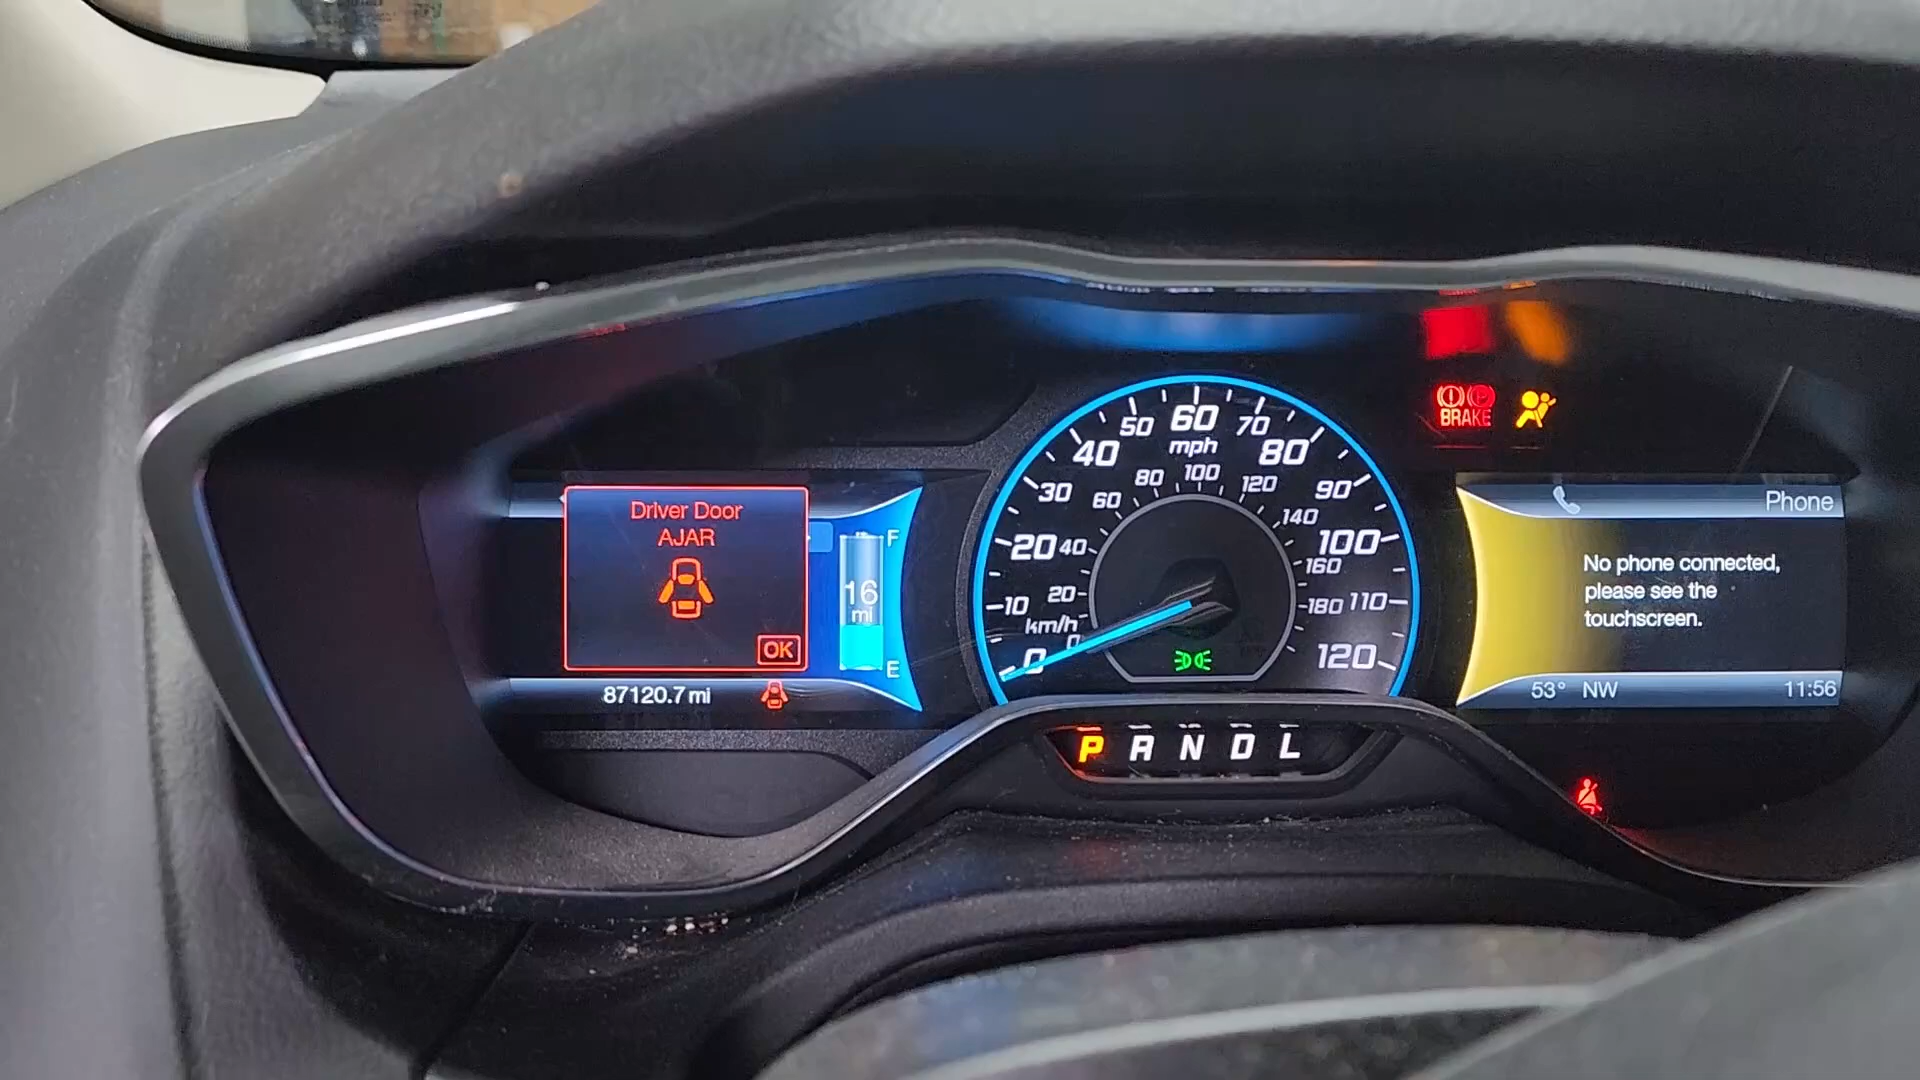 Driver Door
AJAR
OK
87120.7 mi
F
16
mi
E
0 10 20 30 40 50 60 70 80 90 100 110 120
mph
0 20 40 60 80 100 120 140 160 180
km/h
P R N D L
BRAKE
Phone
No phone connected,
please see the
touchscreen.
53° NW
11:56